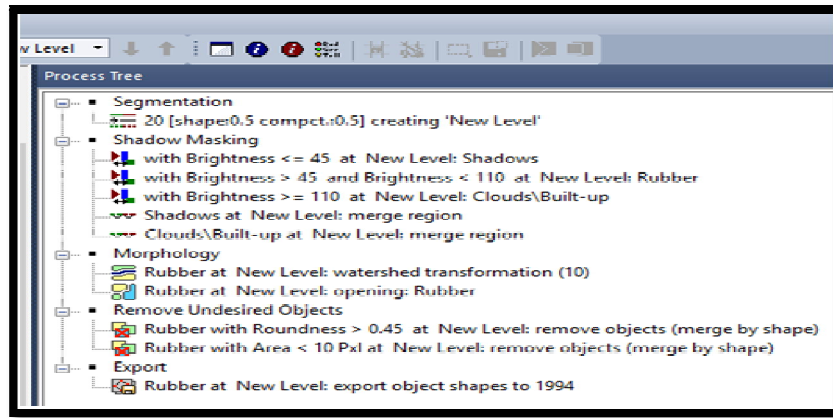 w Level
Process Tree
Segmentation
20 [shape:0.5 compct.:0.5] creating 'New Level'
Shadow Masking
with Brightness <= 45 at New Level: Shadows
with Brightness > 45 and Brightness < 110 at New Level: Rubber
with Brightness >= 110 at New Level: Clouds\Built-up
Shadows at New Level: merge region
Clouds\Built-up at New Level: merge region
Morphology
Rubber at New Level: watershed transformation (10)
Rubber at New Level: opening: Rubber
Remove Undesired Objects
Rubber with Roundness > 0.45 at New Level: remove objects (merge by shape)
Rubber with Area < 10 Pxl at New Level: remove objects (merge by shape)
Export
Rubber at New Level: export object shapes to 1994